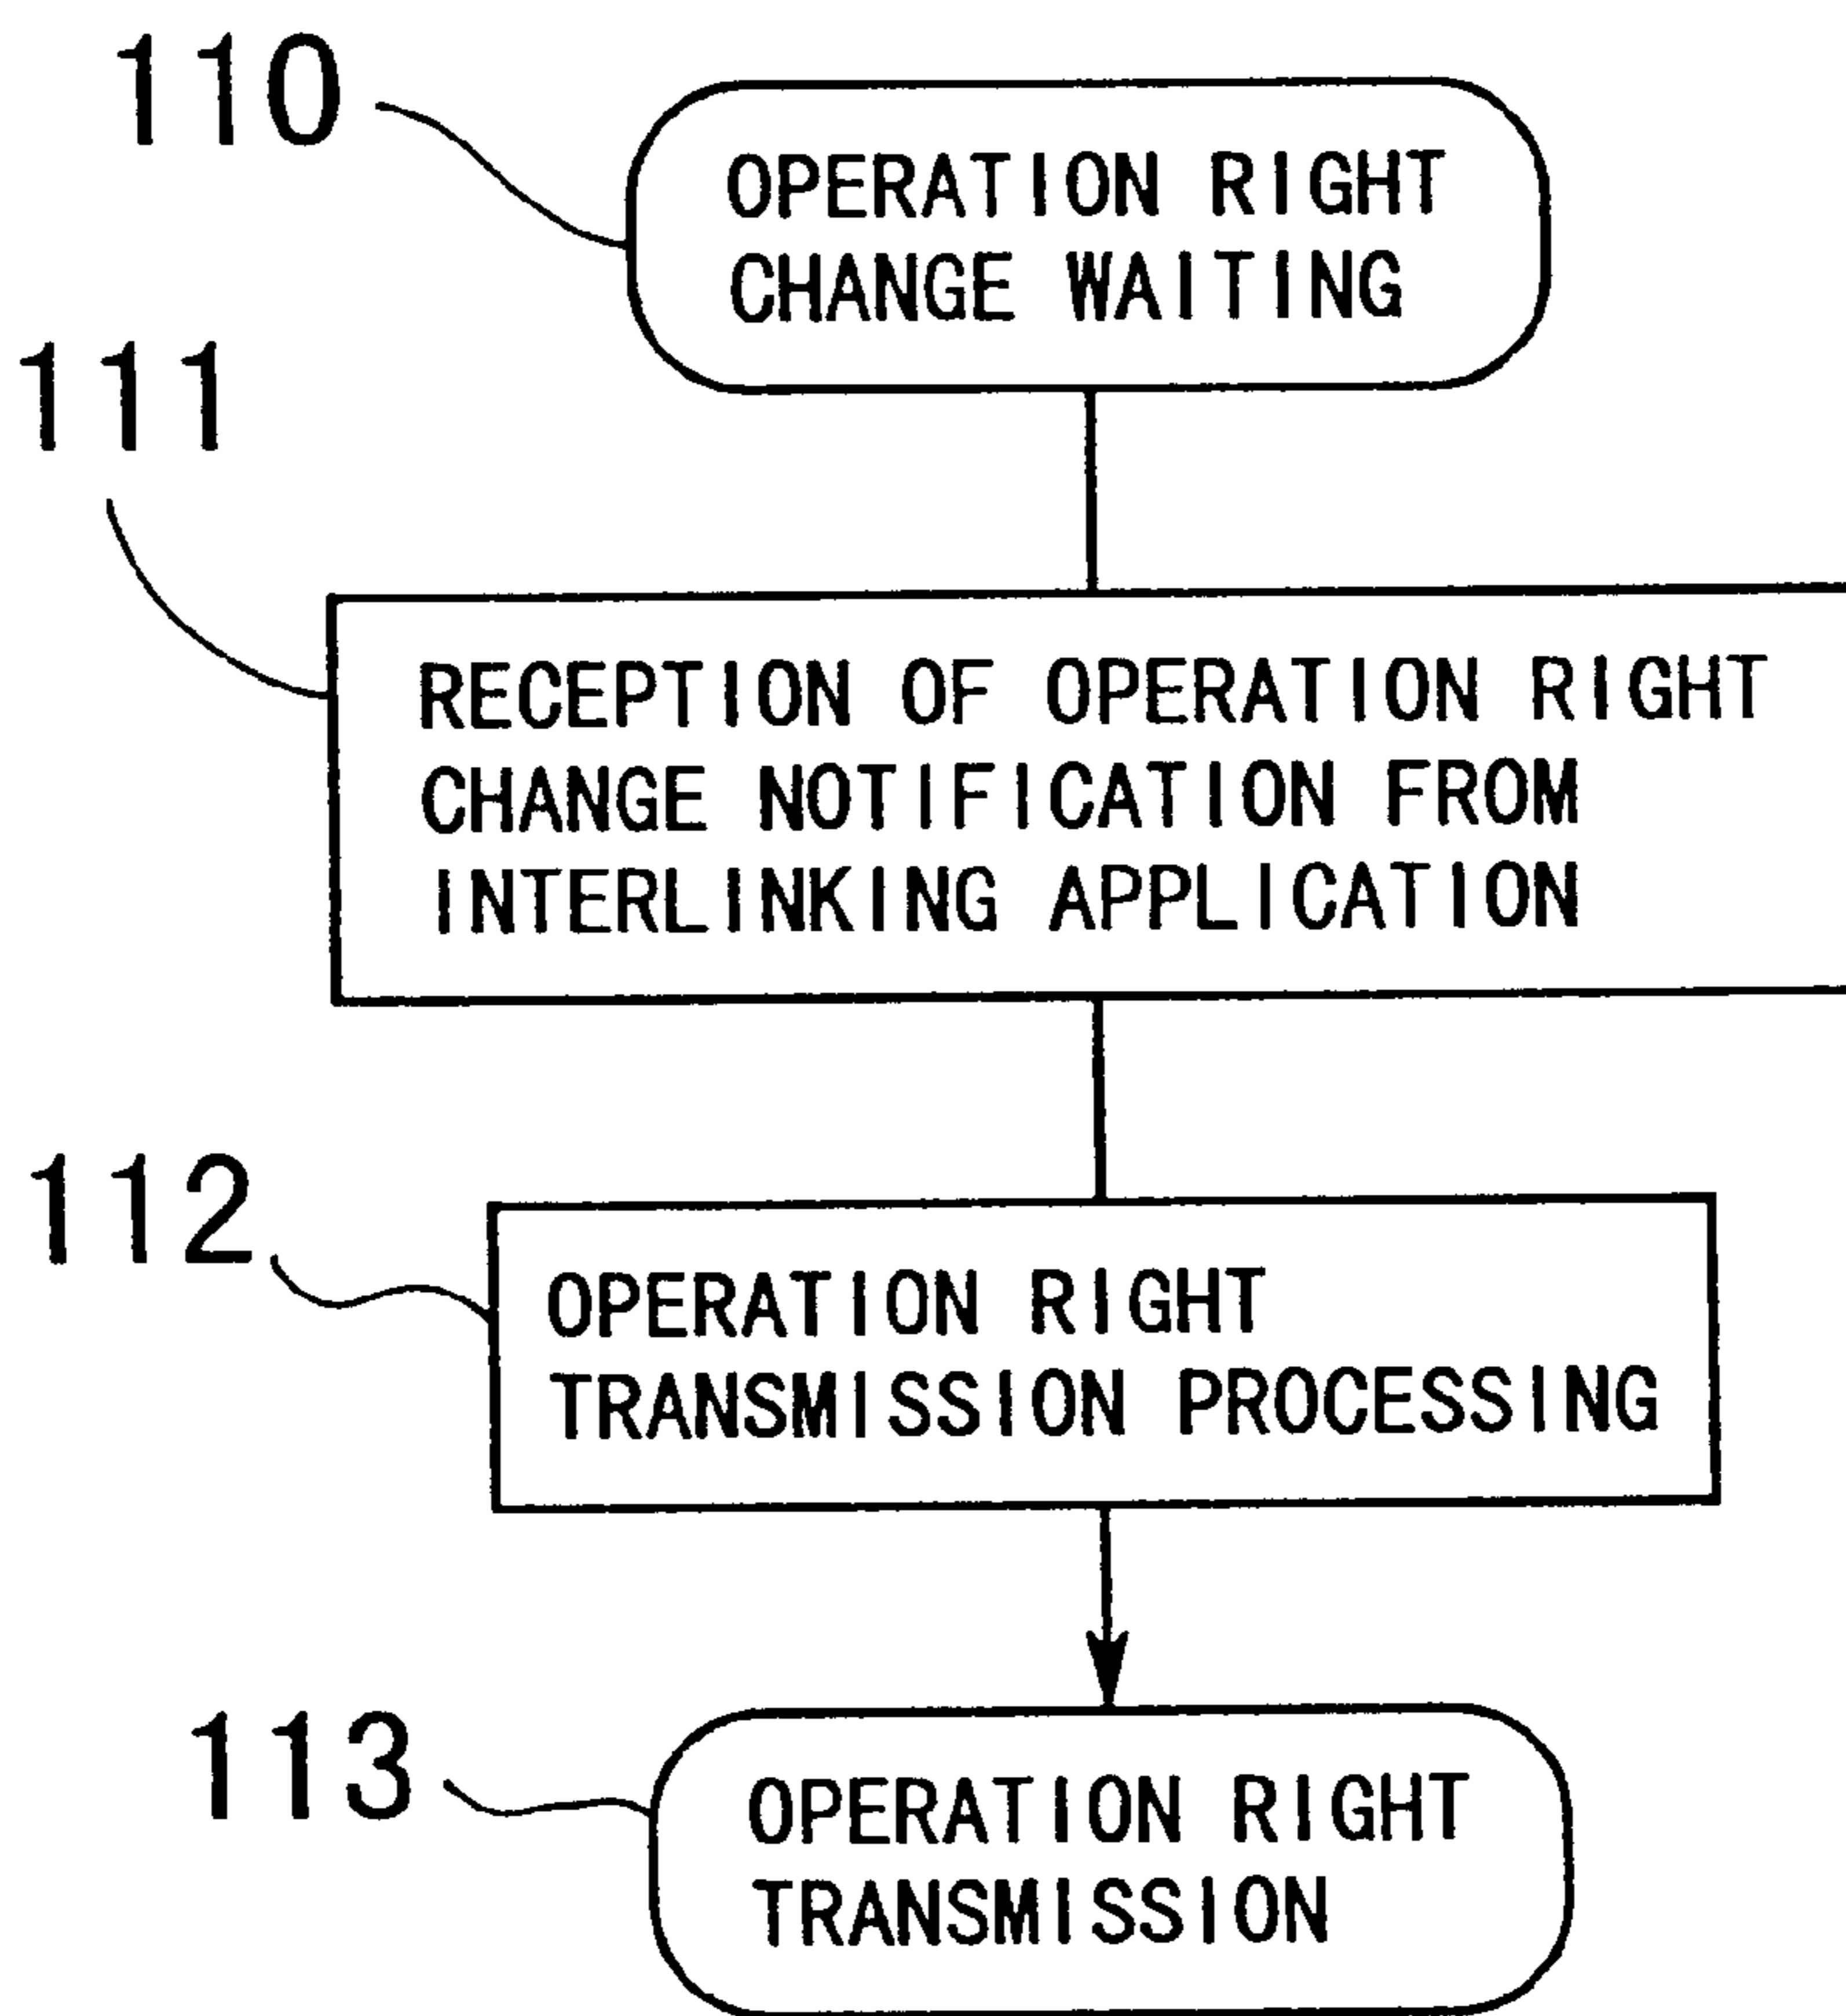 110
OPERATION RIGHT
CHANGE WAITING
111
RECEPTION OF OPERATION RIGHT
CHANGE NOTIFICATION FROM
INTERLINKING APPLICATION
112
OPERATION RIGHT
TRANSMISSION PROCESSING
113
OPERATION RIGHT
TRANSMISSION